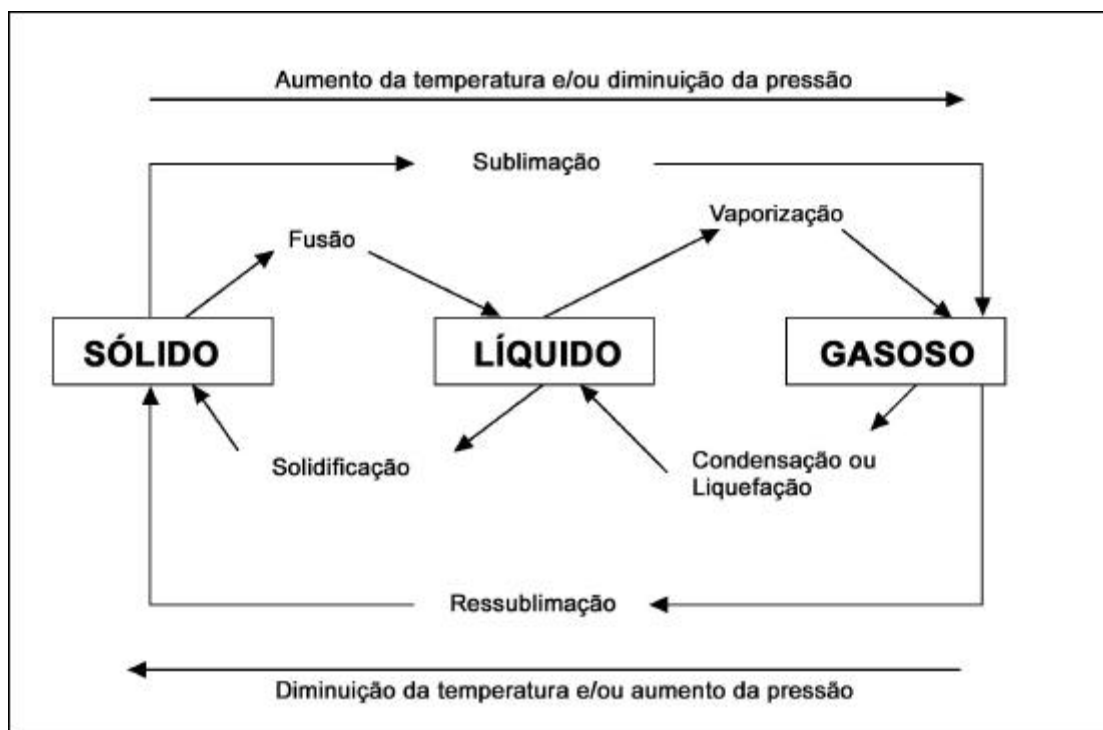 Aumento da temperatura e/ou diminuição da pressão
Sublimação
Vaporização
Fusão
SÓLIDO
LÍQUIDO
GASOSO
Solidificação
Condensação ou
Liquefação
Ressublimação
Diminuição da temperatura e/ou aumento da pressão